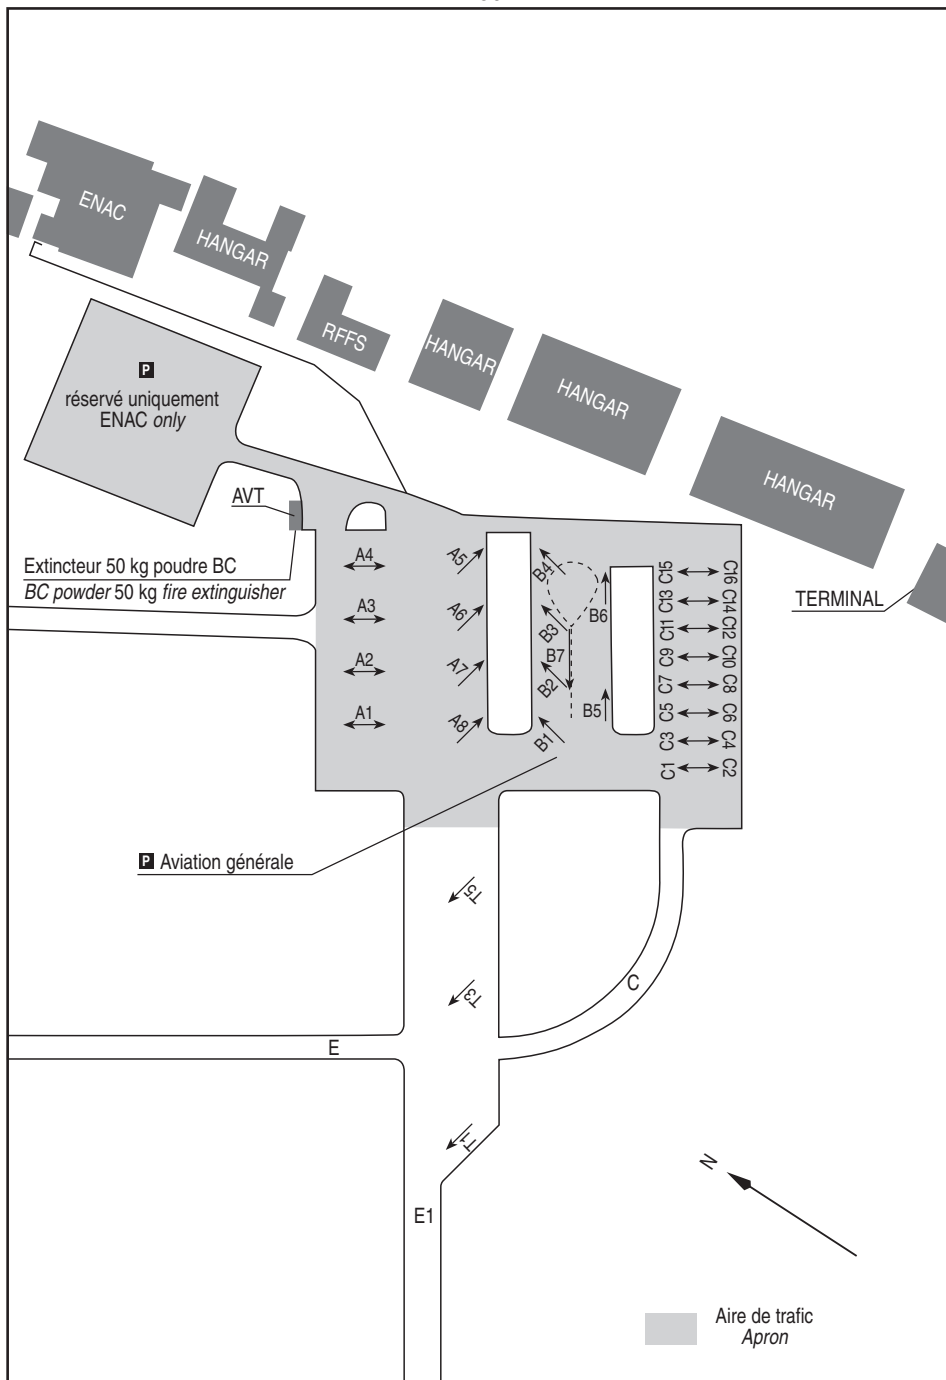 ENAC
HANGAR
RFFS
HANGAR
HANGAR
HANGAR
P
réservé uniquement
ENAC only
AVT
Extincteur 50 kg poudre BC
BC powder 50 kg fire extinguisher
TERMINAL
A4
A3
A2
A1
A5
A6
A7
A8
B4
B3
B7
B2
B1
B6
B5
C15
C16
C13
C14
C11
C12
C9
C10
C7
C8
C5
C6
C3
C4
C1
C2
P Aviation générale
T5
T3
C
E
T1
E1
N
Aire de trafic
Apron